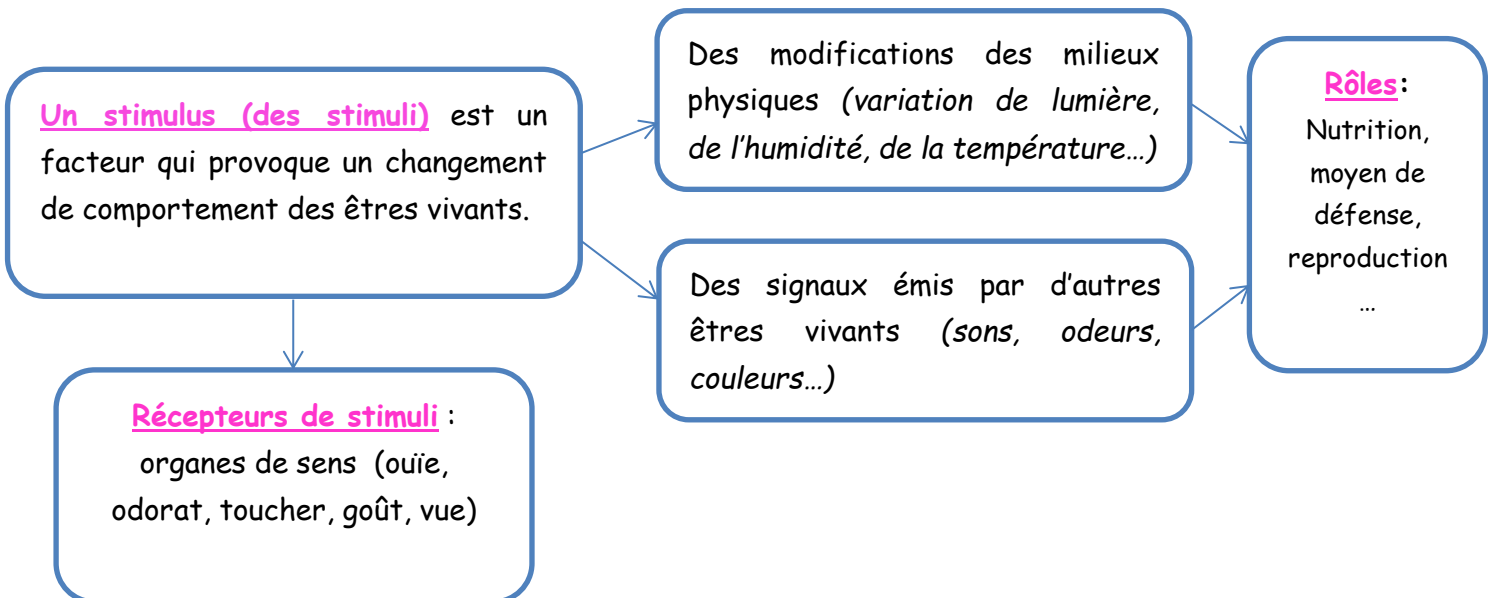 Un stimulus (des stimuli) est un
facteur qui provoque un changement
de comportement des êtres vivants.
Des modifications des milieux
physiques (variation de lumière,
de l'humidité, de la température…)
Des signaux émis par d'autres
êtres vivants (sons, odeurs,
couleurs…)
Rôles:
Nutrition,
moyen de
défense,
reproduction
…
Récepteurs de stimuli :
organes de sens (ouïe,
odorat, toucher, goût, vue)